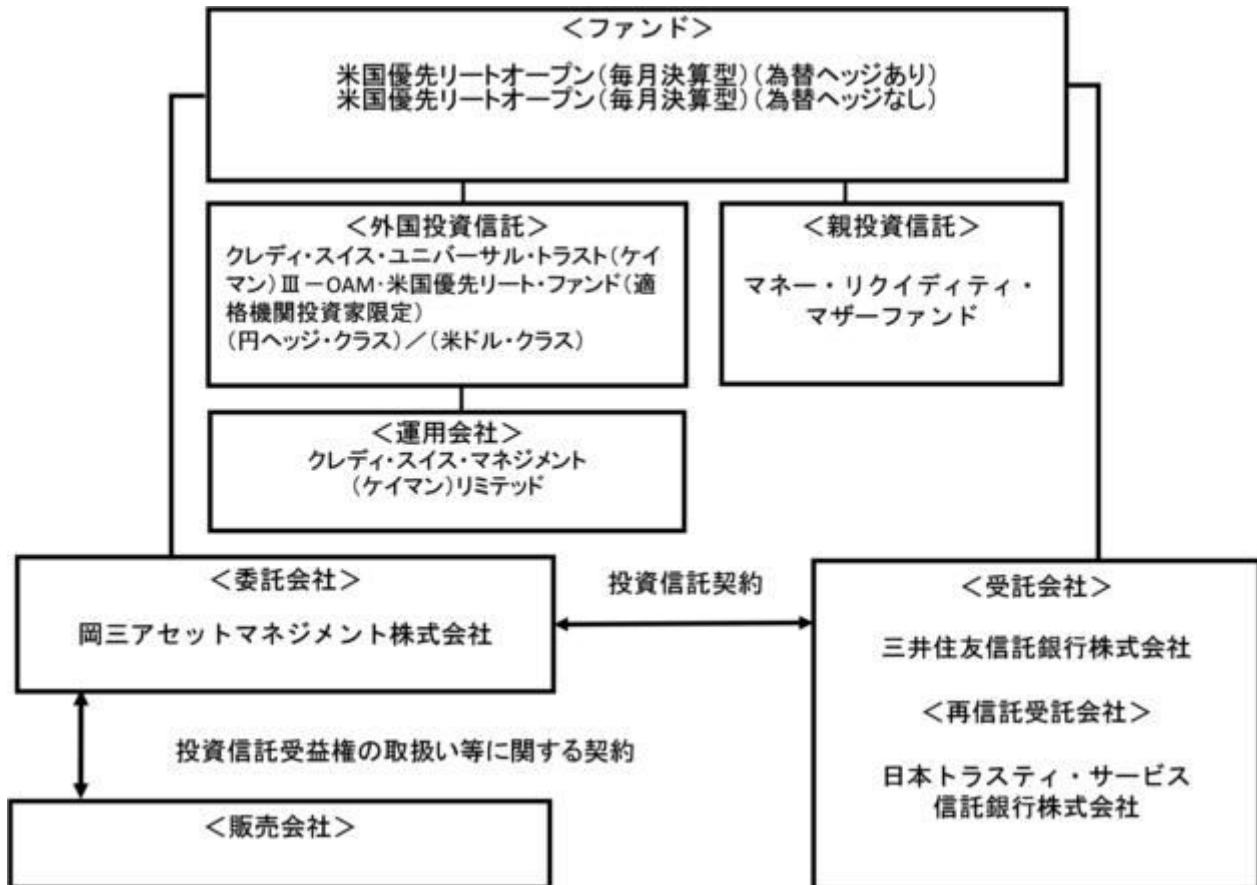 ＜ファンド＞
米国優先リートオープン(毎月決算型)(為替ヘッジあり)
米国優先リートオープン(毎月決算型)(為替ヘッジなし)
＜外国投資信託＞
クレディ・スイス・ユニバーサル・トラスト(ケイ
マン)Ⅲ－OAM・米国優先リート・ファンド(適
格機関投資家限定)
(円ヘッジ・クラス)／(米ドル・クラス)
＜親投資信託＞
マネー・リクイディティ・
マザーファンド
＜運用会社＞
クレディ・スイス・マネジメント
(ケイマン)リミテッド
＜委託会社＞
岡三アセットマネジメント株式会社
投資信託契約
＜受託会社＞
三井住友信託銀行株式会社
＜再信託受託会社＞
日本トラスティ・サービス
信託銀行株式会社
投資信託受益権の取扱い等に関する契約
＜販売会社＞